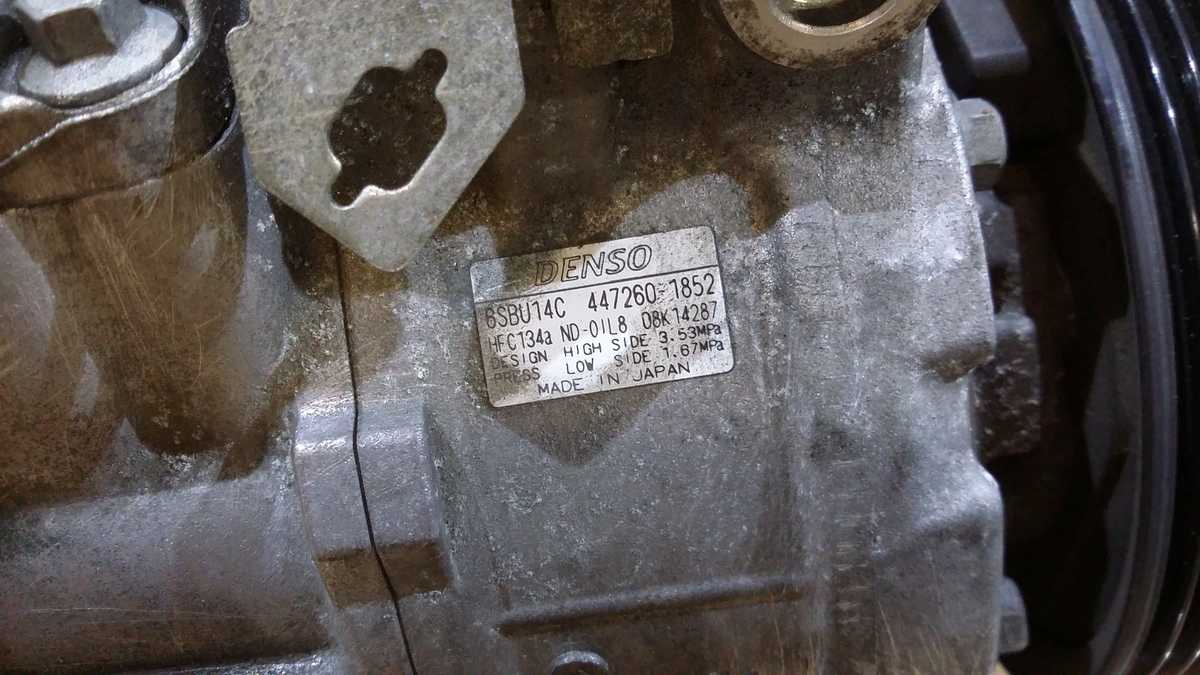 DENSO
6SBU14C 447260-1852
HFC134a ND-OIL8 08K14287
DESIGN HIGH SIDE 3.53MPa
PRESS LOW SIDE 1.67MPa
MADE IN JAPAN